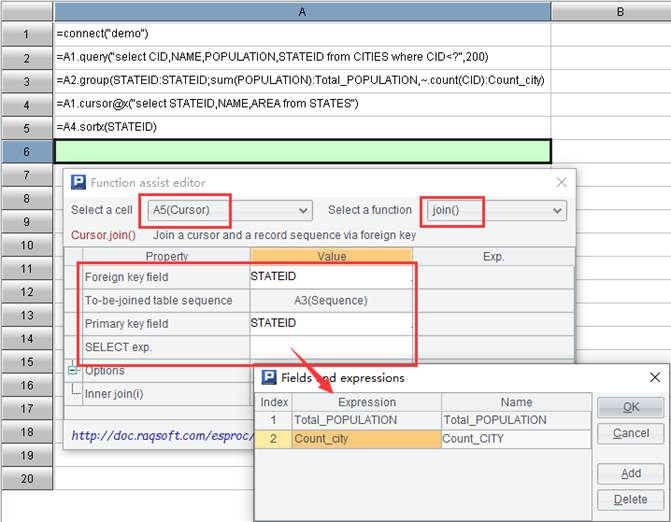 A B
1 =connect("demo")
2 =A1.query("select CID,NAME,POPULATION,STATEID from CITIES where CID<?",200)
3 =A2.group(STATEID:STATEID;sum(POPULATION):Total_POPULATION,~.count(CID):Count_city)
4 =A1.cursor@x("select STATEID,NAME,AREA from STATES")
5 =A4.sortx(STATEID)
6
7
8
9
10
11
12
13
14
15
16
17
18
19
20
P Function assist editor
Select a cell A5(Cursor) Select a function join()
Cursor.join() Join a cursor and a record sequence via foreign key
Property Value Exp.
Foreign key field STATEID
To-be-joined table sequence A3(Sequence)
Primary key field STATEID
SELECT exp.
Options
Inner join(i)
http://doc.raqsoft.com/esproc/
P Fields and expressions
Index Expression Name
1 Total_POPULATION Total_POPULATION
2 Count_city Count_CITY
OK
Cancel
Add
Delete